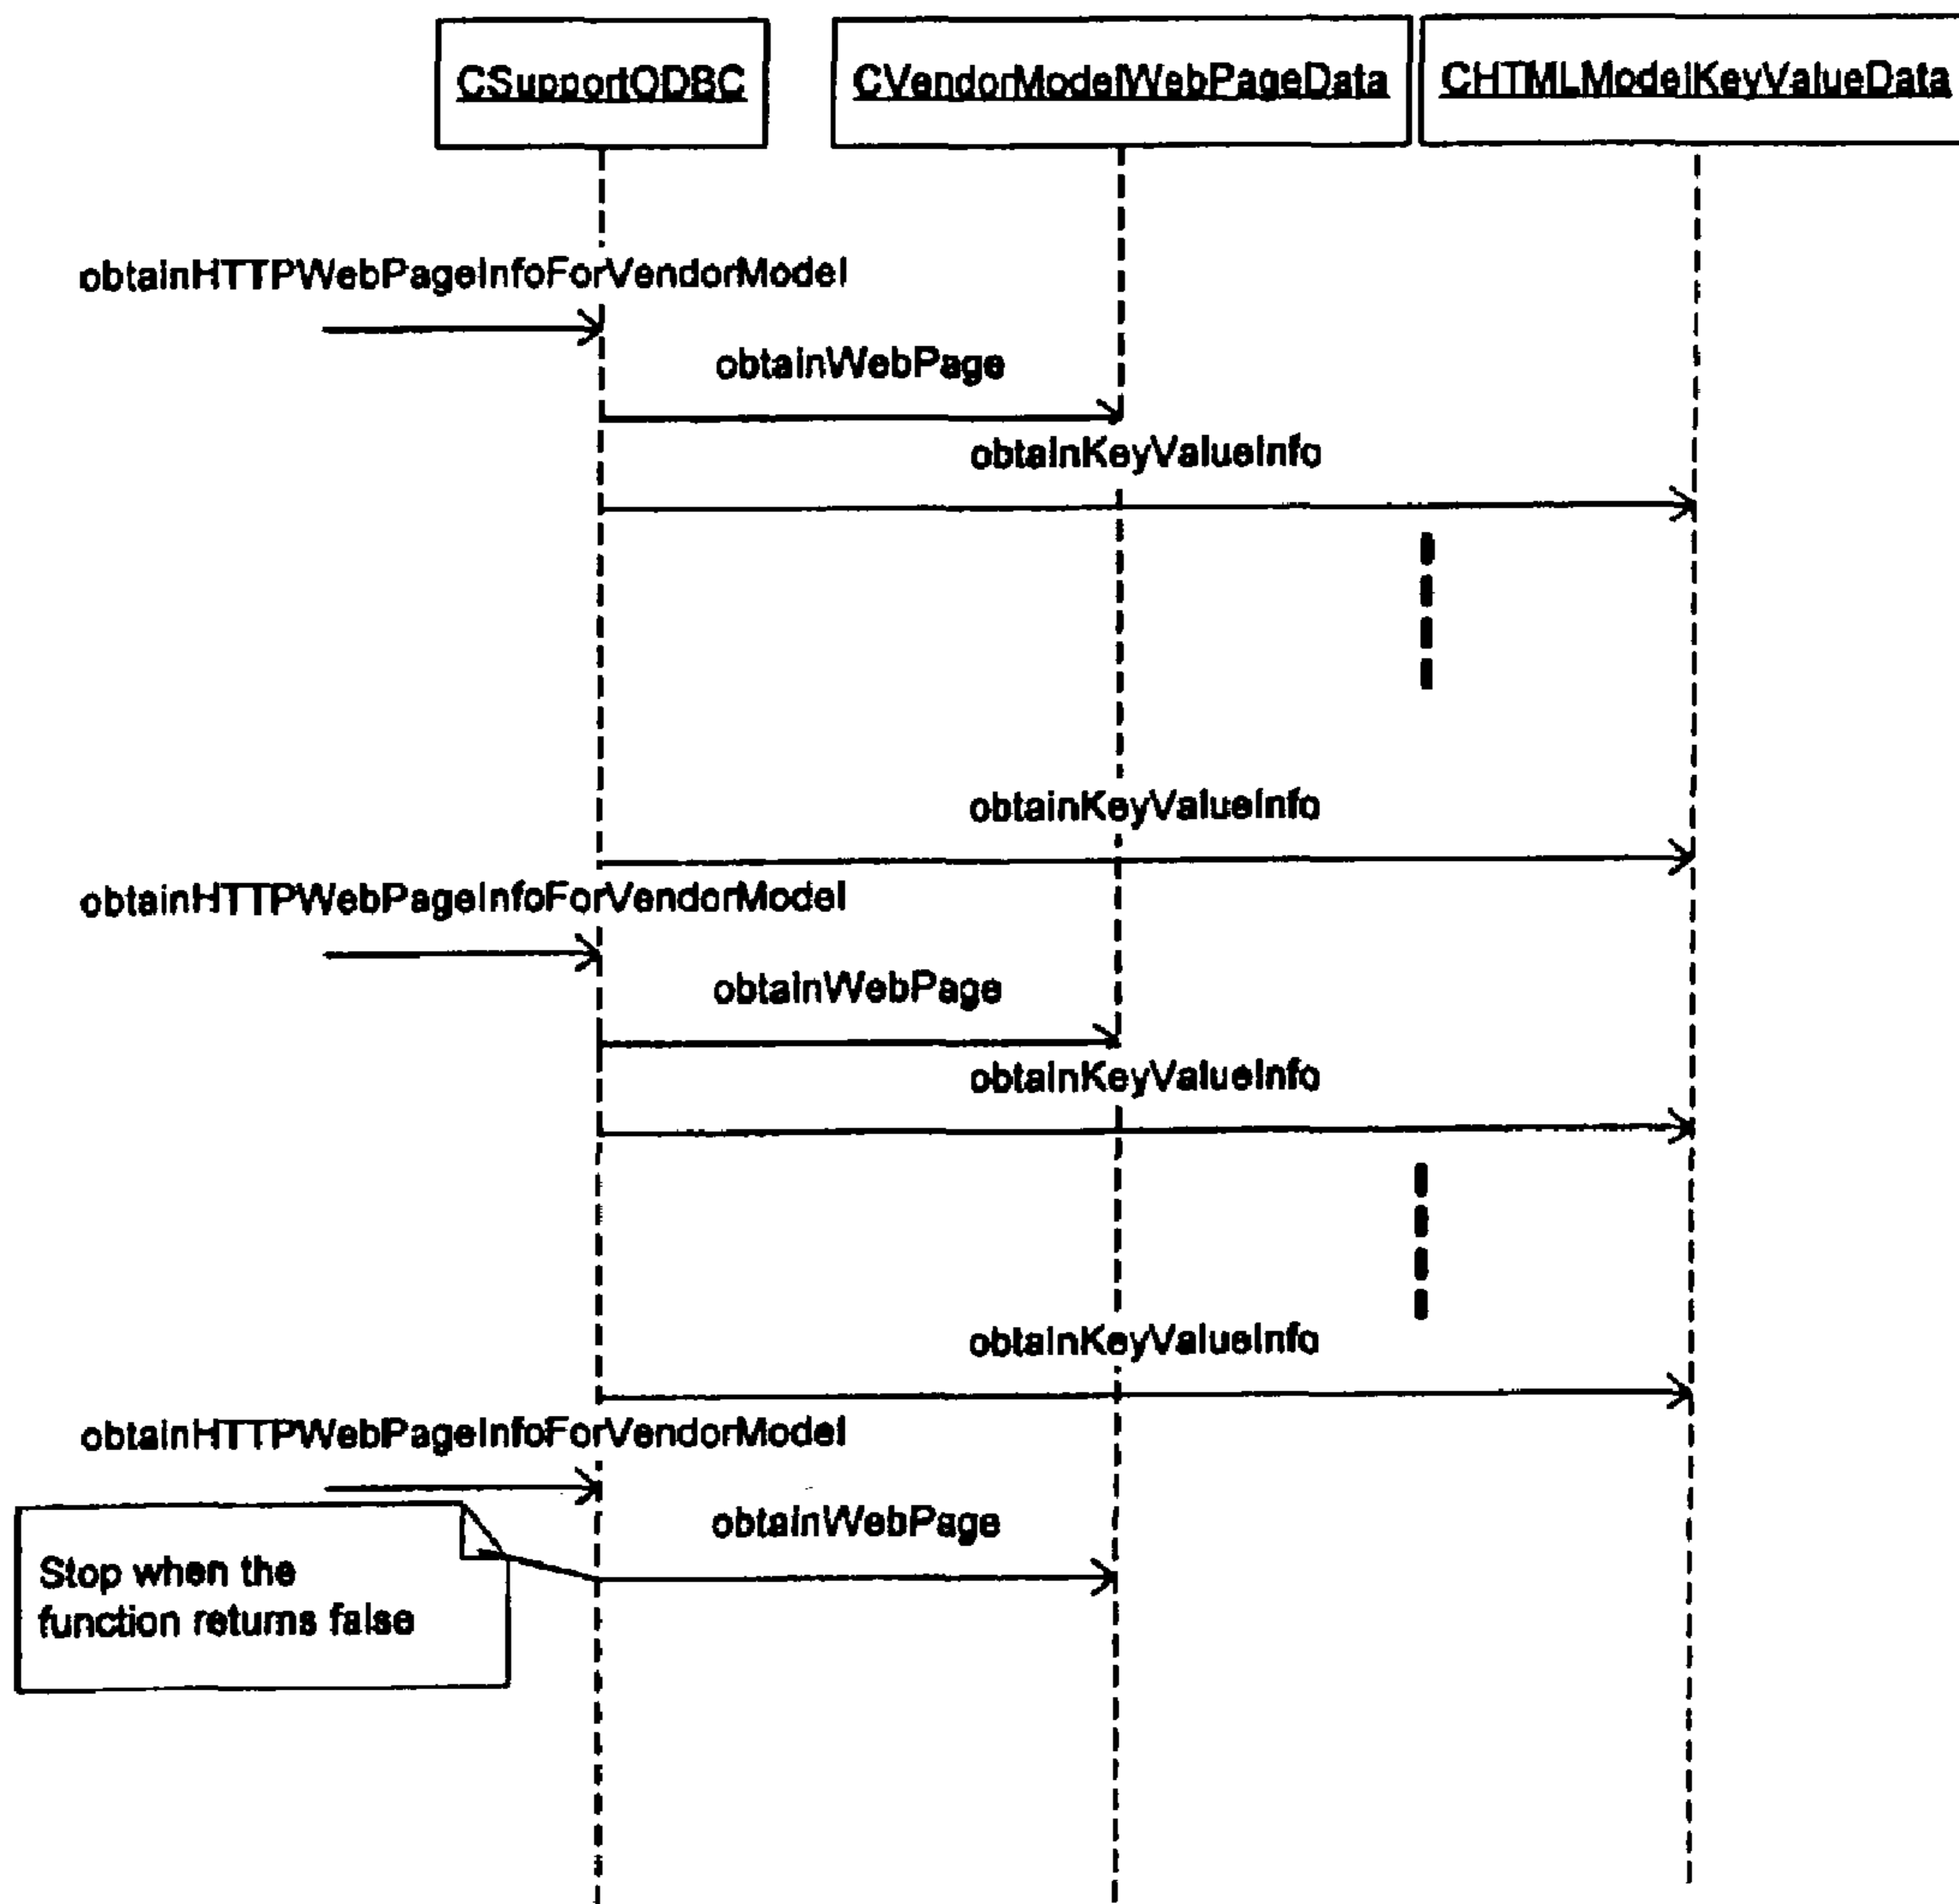 CSupportODBC
CVendorModelWebPageData
CHTMLModelKeyValueData
obtainHTTPWebPageInfoForVendorModel
obtainWebPage
obtainKeyValueInfo
obtainKeyValueInfo
obtainHTTPWebPageInfoForVendorModel
obtainWebPage
obtainKeyValueInfo
obtainKeyValueInfo
obtainHTTPWebPageInfoForVendorModel
obtainWebPage
Stop when the
function returns false